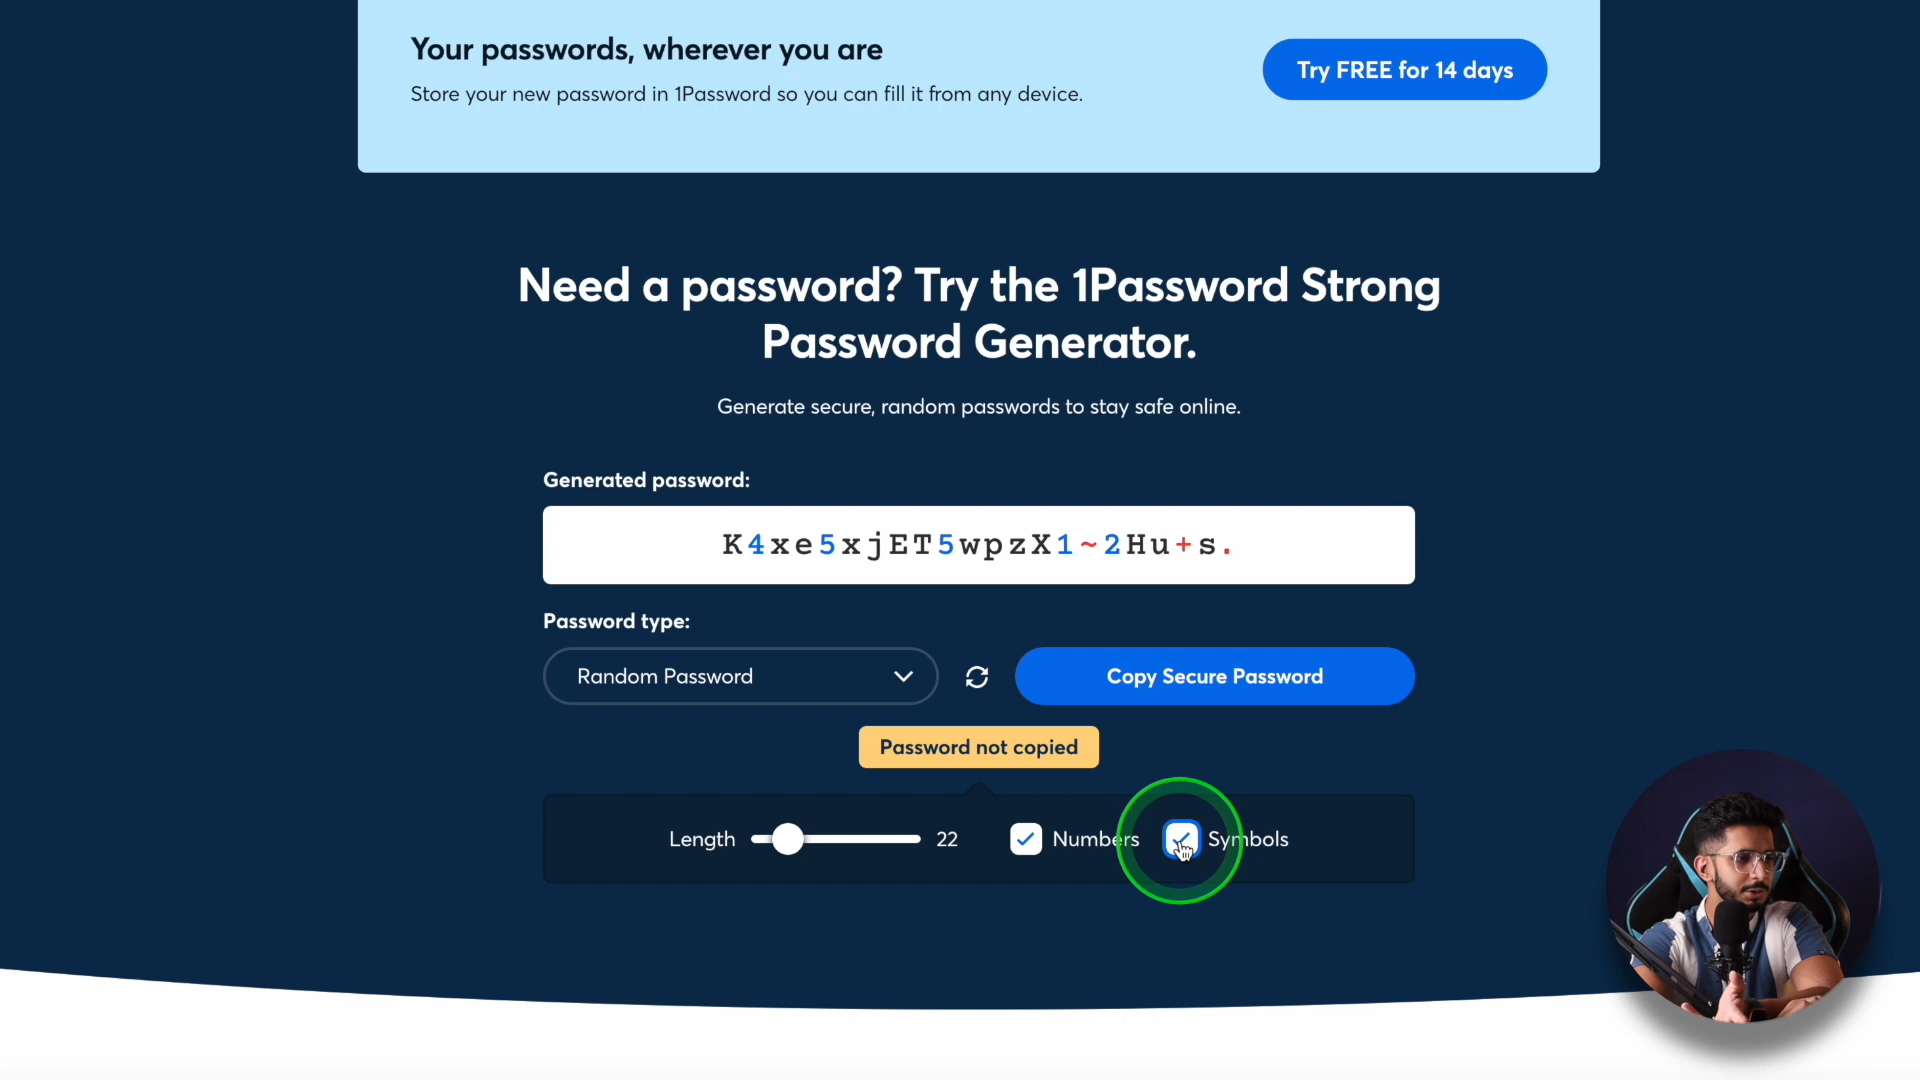 Your passwords, wherever you are
Store your new password in 1Password so you can fill it from any device.
Try FREE for 14 days
Need a password? Try the 1Password Strong
Password Generator.
Generate secure, random passwords to stay safe online.
Generated password:
K4xe5xjET5wpzX1~2Hu+s.
Password type:
Random Password
Copy Secure Password
Password not copied
Length 22 Numbers Symbols